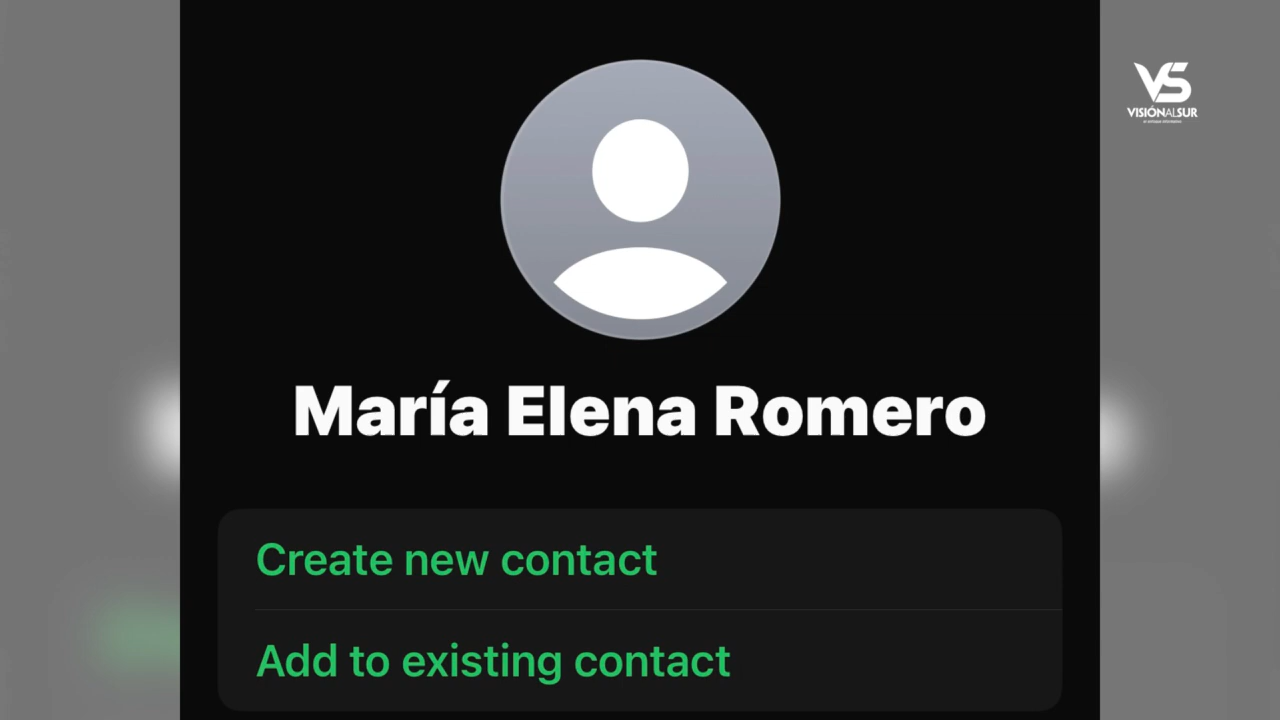 VS
VISIÓNALSUR
María Elena Romero
Create new contact
Add to existing contact